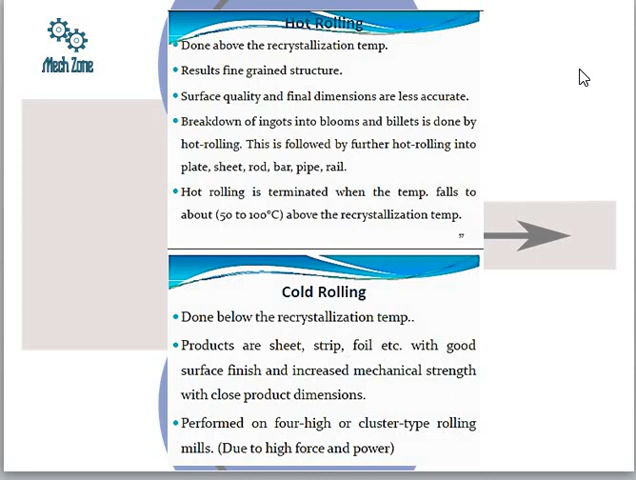 Mech Zone
Hot Rolling
Done above the recrystallization temp.
Results fine grained structure.
Surface quality and final dimensions are less accurate.
Breakdown of ingots into blooms and billets is done by
hot-rolling. This is followed by further hot-rolling into
plate, sheet, rod, bar, pipe, rail.
Hot rolling is terminated when the temp. falls to
about (50 to 100°C) above the recrystallization temp.
Cold Rolling
Done below the recrystallization temp..
Products are sheet, strip, foil etc. with good
surface finish and increased mechanical strength
with close product dimensions.
Performed on four-high or cluster-type rolling
mills. (Due to high force and power)